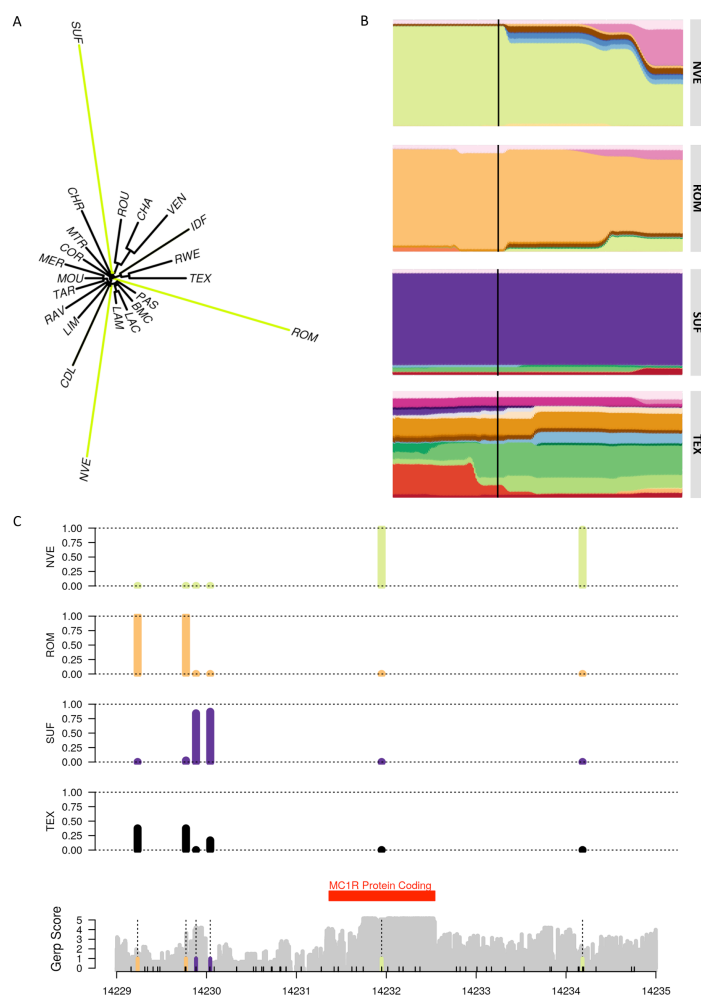 A
SUF
CHR
ROU
CHA
VEN
IDF
MTR
COR
MER
MOU
TAR
RAV
LIM
CDL
RWE
TEX
PAS
BMC
LAC
LAM
ROM
NVE
B
NVE
ROM
SUF
TEX
C
NVE
1.00
0.75
0.50
0.25
0.00
ROM
1.00
0.75
0.50
0.25
0.00
SUF
1.00
0.75
0.50
0.25
0.00
TEX
1.00
0.75
0.50
0.25
0.00
MC1R Protein Coding
Gerp Score
5
4
3
2
1
0
14229 14230 14231 14232 14233 14234 14235